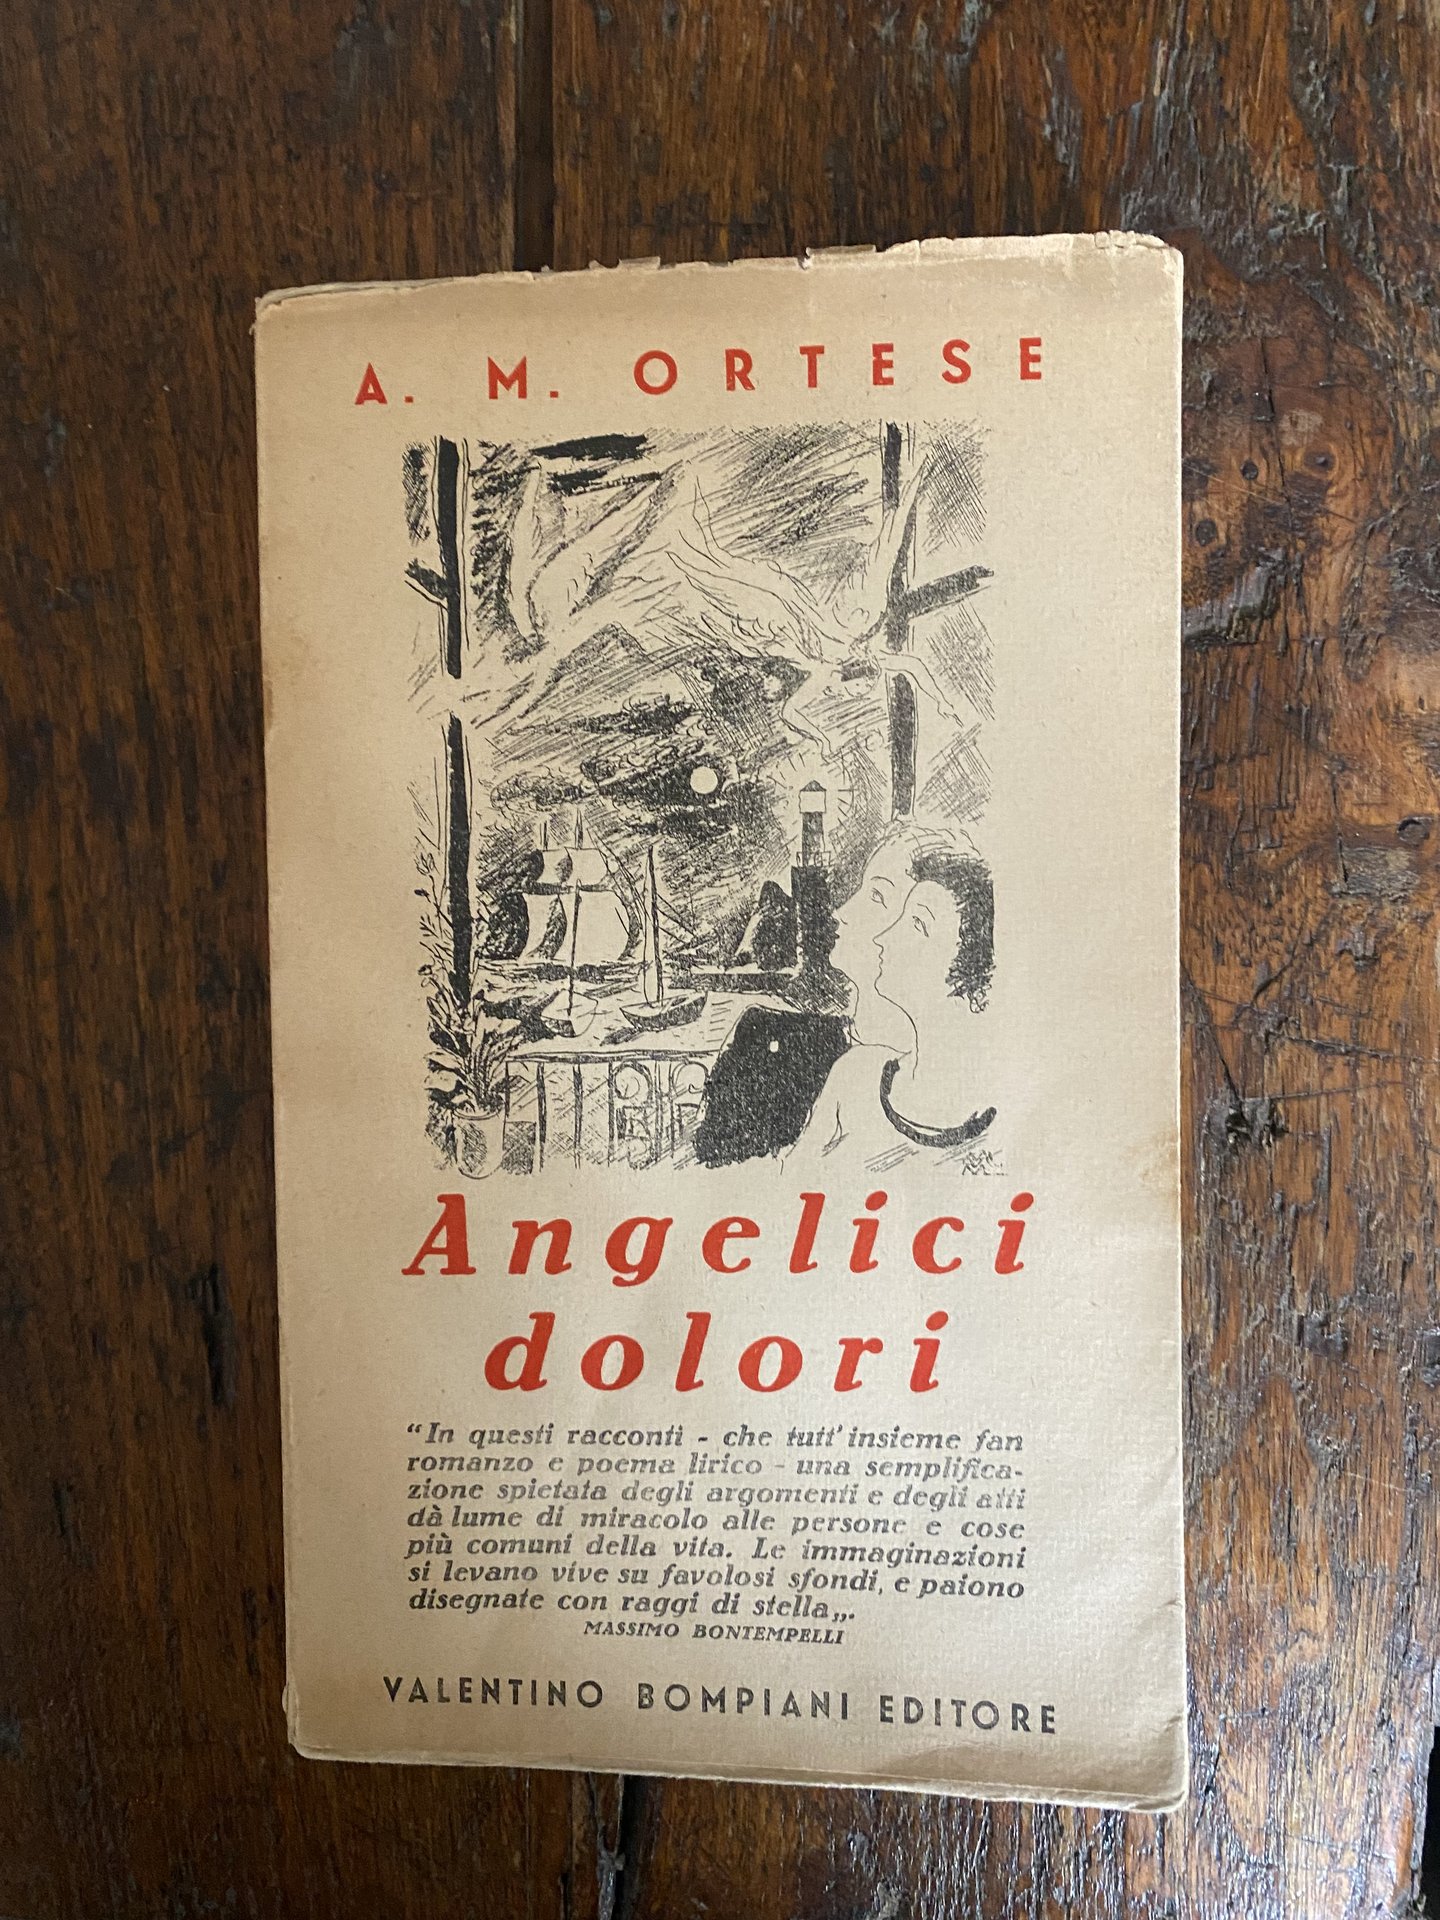 A. M. ORTESE
Angelici
dolori
“In questi racconti - che tutt'insieme fan
romanzo e poema lirico - una semplifica-
zione spietata degli argomenti e degli atti
dà lume di miracolo alle persone e cose
più comuni della vita. Le immaginazioni
si levano vive su favolosi sfondi, e paiono
disegnate con raggi di stella„.
MASSIMO BONTEMPELLI
VALENTINO BOMPIANI EDITORE